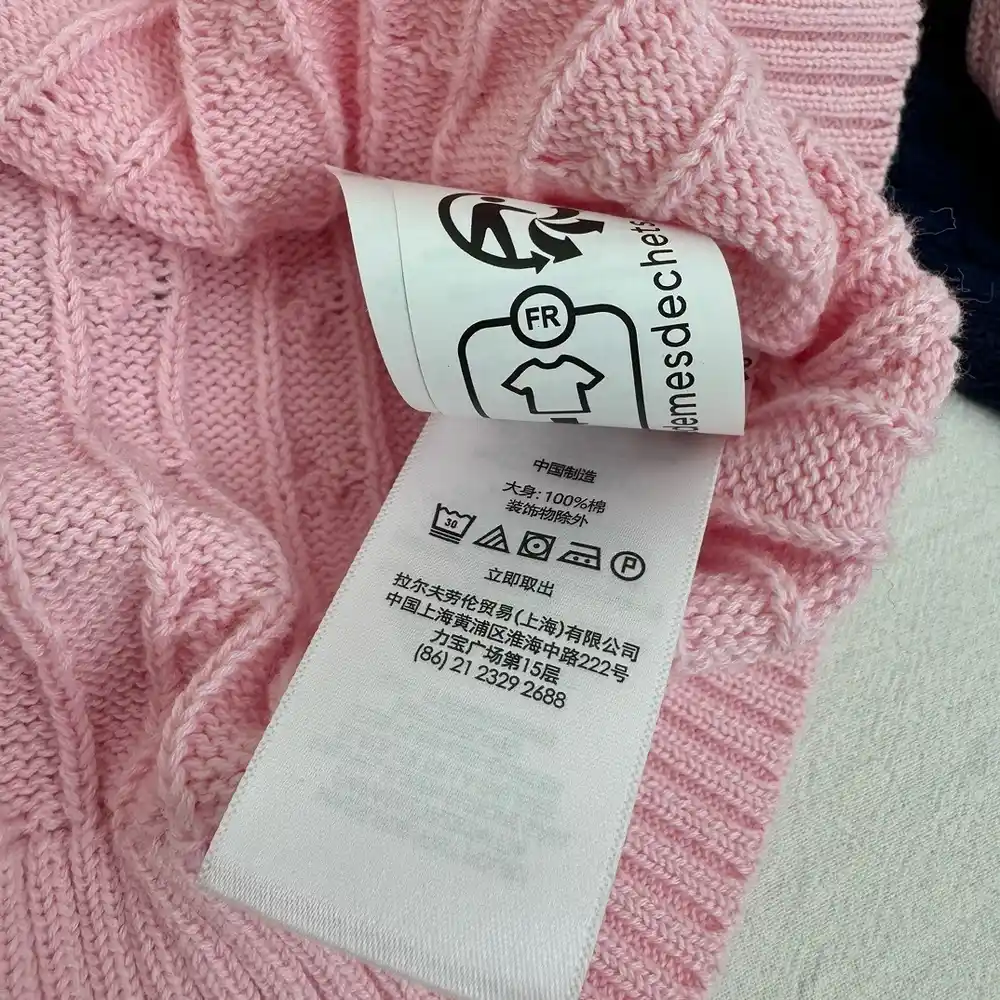 FR
中国制造
大身: 100%棉
装饰物除外
30
P
立即取出
拉尔夫劳伦贸易(上海)有限公司
中国上海黄浦区淮海中路222号
力宝广场第15层
(86) 21 2329 2688